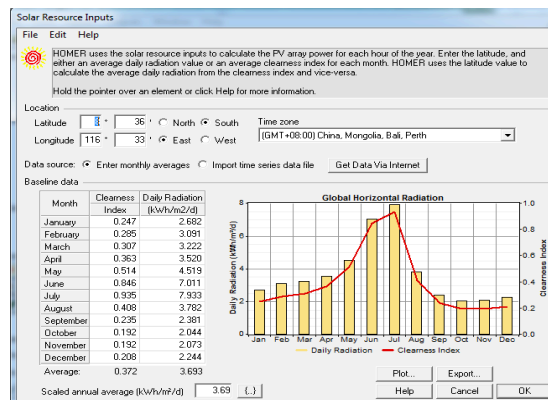 Solar Resource Inputs
File Edit Help
HOMER uses the solar resource inputs to calculate the PV array power for each hour of the year. Enter the latitude, and
either an average daily radiation value or an average clearness index for each month. HOMER uses the latitude value to
calculate the average daily radiation from the clearness index and vice-versa.
Hold the pointer over an element or click Help for more information.
Location
Latitude ° 36 ' North South Time zone
Longitude 116 ° 33 ' East West (GMT+08:00) China, Mongolia, Bali, Perth
Data source: Enter monthly averages Import time series data file Get Data Via Internet
Baseline data
Month Clearness Index Daily Radiation (kWh/m2/d)
January 0.247 2.682
February 0.285 3.091
March 0.307 3.222
April 0.363 3.520
May 0.514 4.519
June 0.846 7.011
July 0.935 7.933
August 0.408 3.782
September 0.235 2.381
October 0.192 2.044
November 0.192 2.073
December 0.208 2.244
Average: 0.372 3.693
Scaled annual average (kWh/m²/d) 3.69 {..}
Global Horizontal Radiation
Daily Radiation (kWh/m²/d)
8
6
4
2
0
Jan Feb Mar Apr May Jun Jul Aug Sep Oct Nov Dec
1.0
0.8
0.6
0.4
0.2
0.0
Clearness Index
Daily Radiation Clearness Index
Plot... Export...
Help Cancel OK